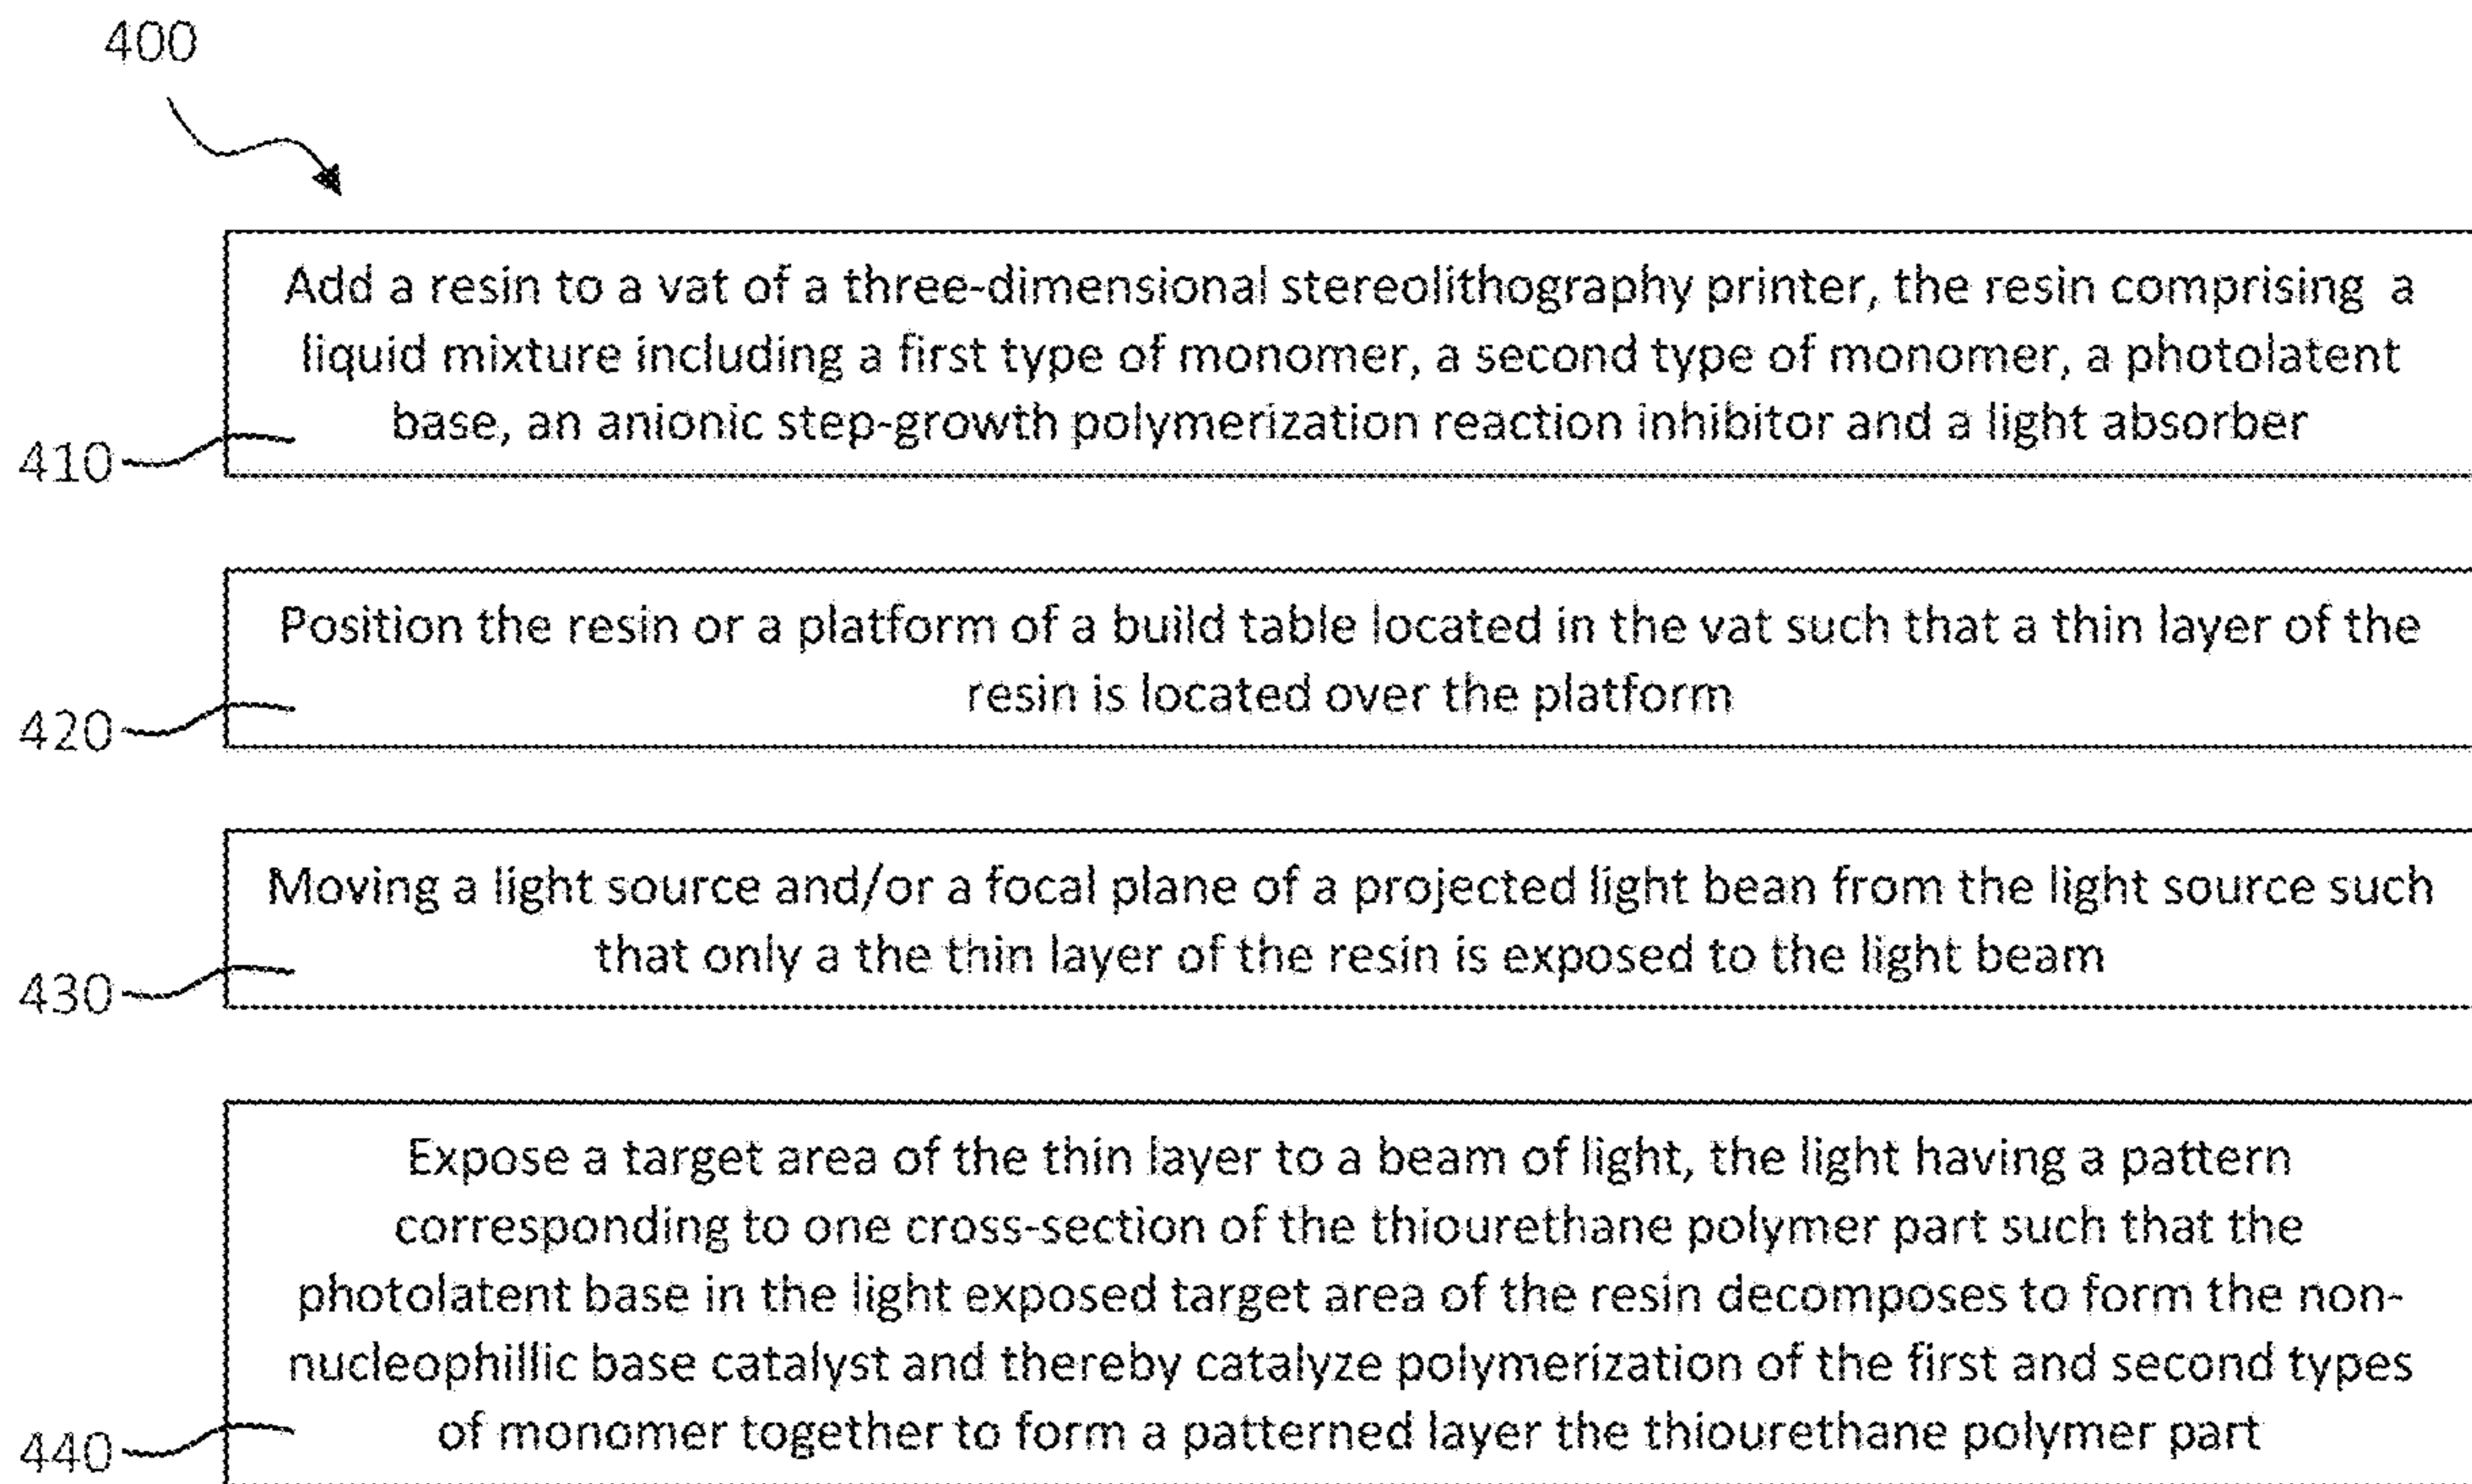 400
Add a resin to a vat of a three-dimensional stereolithography printer, the resin comprising a
liquid mixture including a first type of monomer, a second type of monomer, a photolatent
base, an anionic step-growth polymerization reaction inhibitor and a light absorber
410
Position the resin or a platform of a build table located in the vat such that a thin layer of the
resin is located over the platform
420
Moving a light source and/or a focal plane of a projected light bean from the light source such
that only a the thin layer of the resin is exposed to the light beam
430
Expose a target area of the thin layer to a beam of light, the light having a pattern
corresponding to one cross-section of the thiourethane polymer part such that the
photolatent base in the light exposed target area of the resin decomposes to form the non-
nucleophillic base catalyst and thereby catalyze polymerization of the first and second types
of monomer together to form a patterned layer the thiourethane polymer part
440